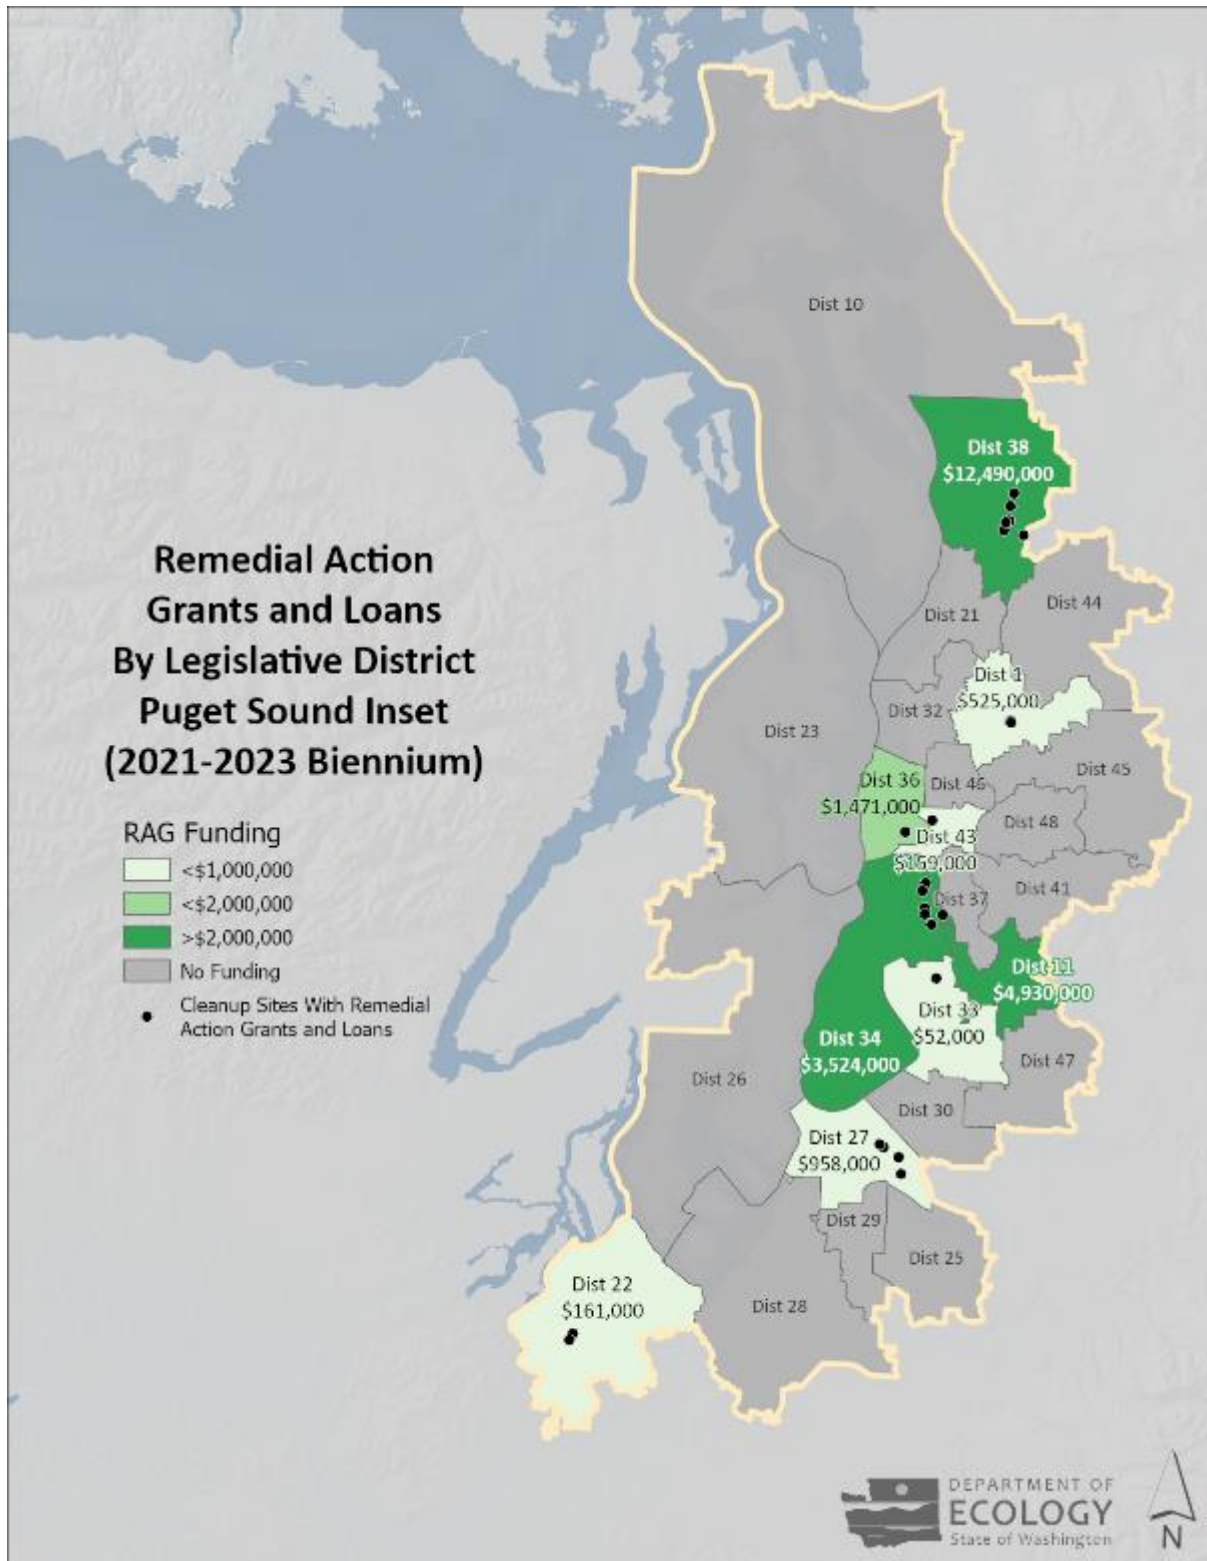 Remedial Action
Grants and Loans
By Legislative District
Puget Sound Inset
(2021-2023 Biennium)
RAG Funding
<$1,000,000
<$2,000,000
>$2,000,000
No Funding
Cleanup Sites With Remedial
Action Grants and Loans
Dist 10
Dist 38
$12,490,000
Dist 44
Dist 21
Dist 1
$525,000
Dist 32
Dist 23
Dist 45
Dist 36
$1,471,000
Dist 46
Dist 48
Dist 43
$159,000
Dist 41
Dist 37
Dist 11
$4,930,000
Dist 33
$52,000
Dist 34
$3,524,000
Dist 47
Dist 26
Dist 30
Dist 27
$958,000
Dist 29
Dist 25
Dist 22
$161,000
Dist 28
DEPARTMENT OF
ECOLOGY
State of Washington
N